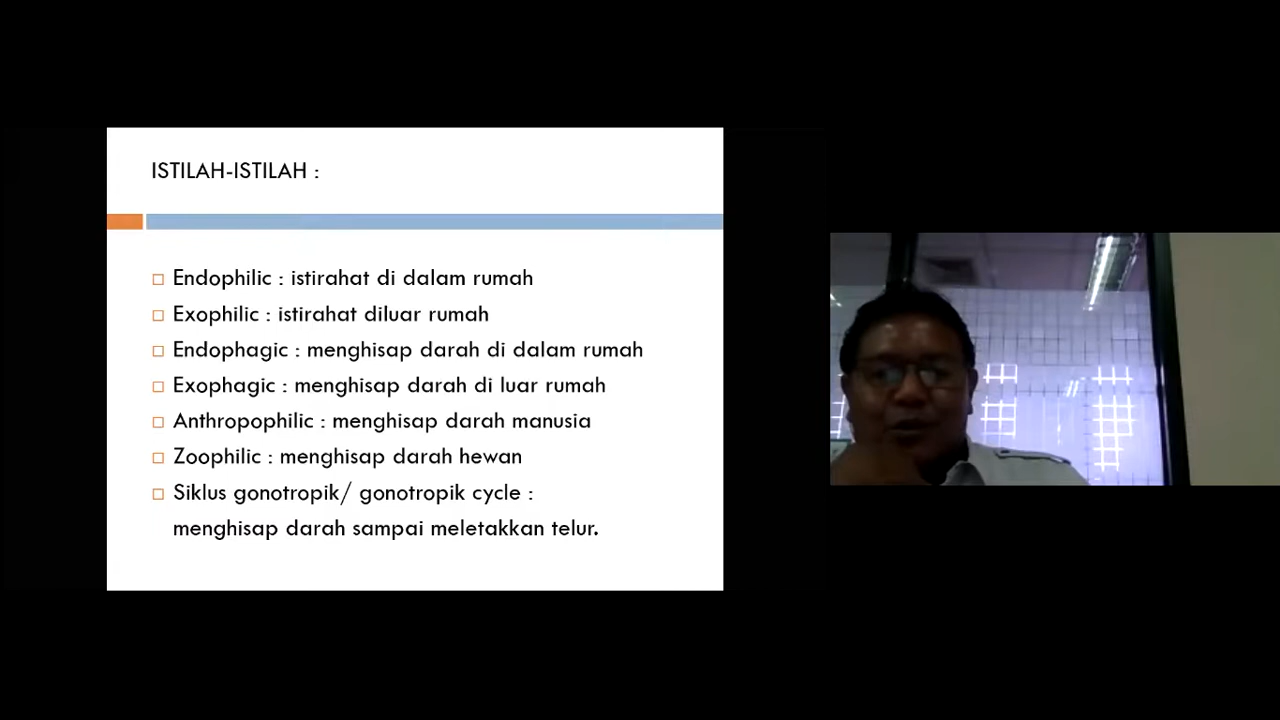 ISTILAH-ISTILAH :
Endophilic : istirahat di dalam rumah
Exophilic : istirahat diluar rumah
Endophagic : menghisap darah di dalam rumah
Exophagic : menghisap darah di luar rumah
Anthropophilic : menghisap darah manusia
Zoophilic : menghisap darah hewan
Siklus gonotropik/ gonotropik cycle :
menghisap darah sampai meletakkan telur.